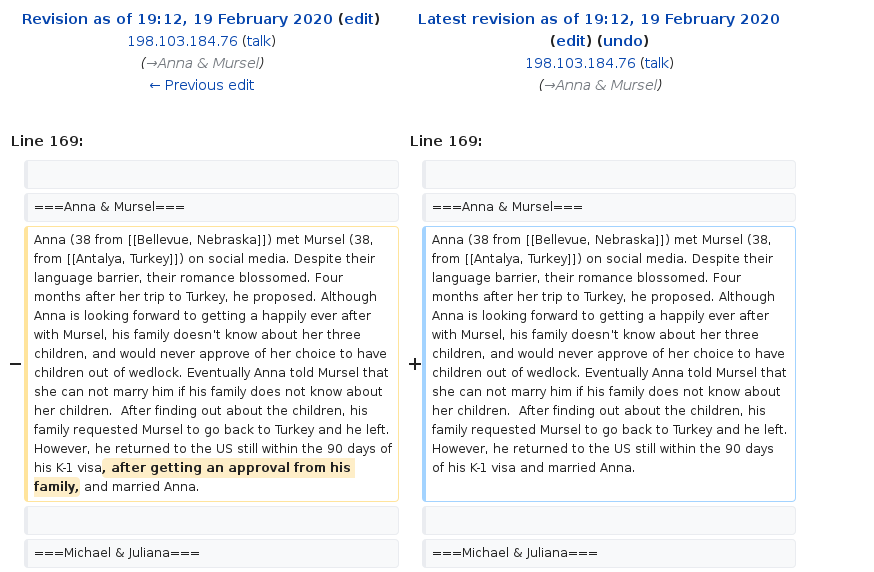 Revision as of 19:12, 19 February 2020 (edit)
198.103.184.76 (talk)
(→Anna & Mursel)
← Previous edit
Latest revision as of 19:12, 19 February 2020
(edit) (undo)
198.103.184.76 (talk)
(→Anna & Mursel)
Line 169:
Line 169:
===Anna & Mursel===
===Anna & Mursel===
−
Anna (38 from [[Bellevue, Nebraska]]) met Mursel (38,
from [[Antalya, Turkey]]) on social media. Despite their
language barrier, their romance blossomed. Four
months after her trip to Turkey, he proposed. Although
Anna is looking forward to getting a happily ever after
with Mursel, his family doesn't know about her three
children, and would never approve of her choice to have
children out of wedlock. Eventually Anna told Mursel that
she can not marry him if his family does not know about
her children.  After finding out about the children, his
family requested Mursel to go back to Turkey and he left.
However, he returned to the US still within the 90 days of
his K-1 visa, after getting an approval from his
family, and married Anna.
+
Anna (38 from [[Bellevue, Nebraska]]) met Mursel (38,
from [[Antalya, Turkey]]) on social media. Despite their
language barrier, their romance blossomed. Four
months after her trip to Turkey, he proposed. Although
Anna is looking forward to getting a happily ever after
with Mursel, his family doesn't know about her three
children, and would never approve of her choice to have
children out of wedlock. Eventually Anna told Mursel that
she can not marry him if his family does not know about
her children.  After finding out about the children, his
family requested Mursel to go back to Turkey and he left.
However, he returned to the US still within the 90 days
of his K-1 visa and married Anna.
===Michael & Juliana===
===Michael & Juliana===